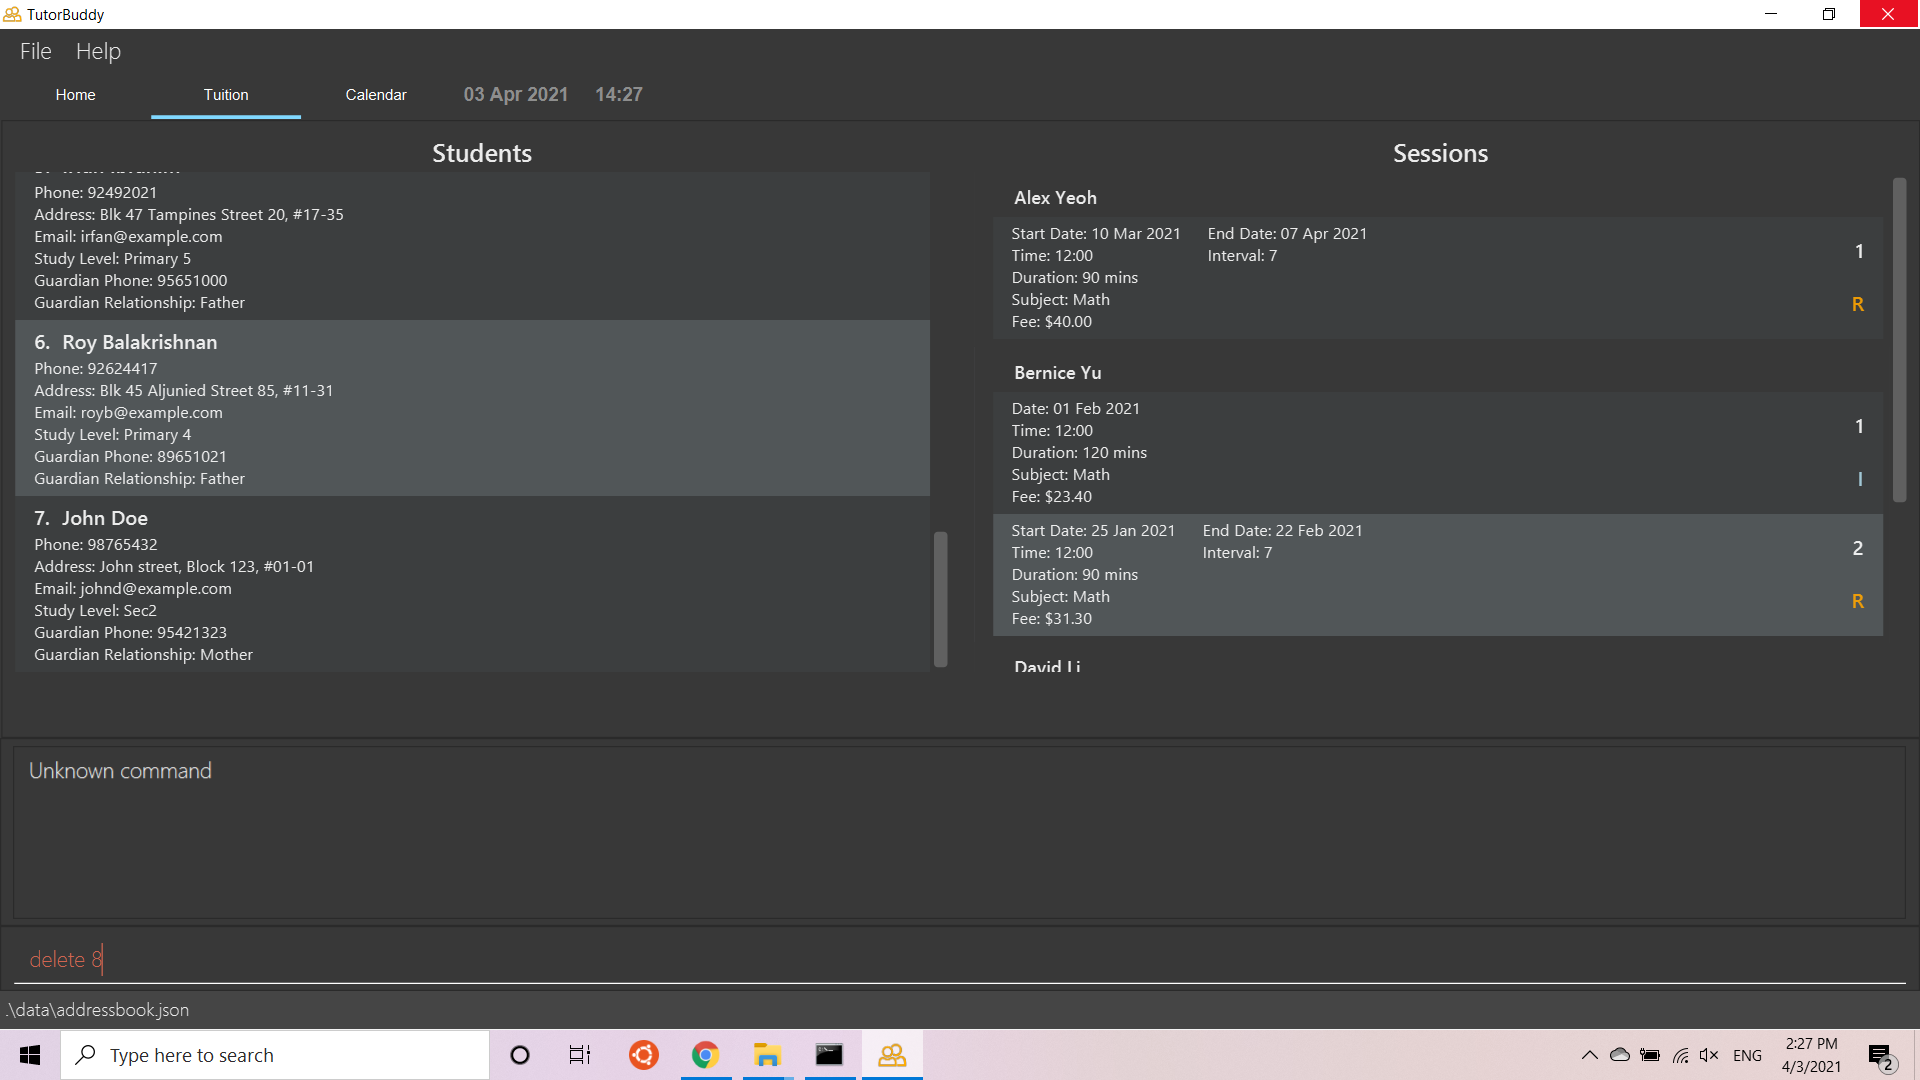 TutorBuddy
File Help
Home Tuition Calendar 03 Apr 2021 14:27
Students
Phone: 92492021
Address: Blk 47 Tampines Street 20, #17-35
Email: irfan@example.com
Study Level: Primary 5
Guardian Phone: 95651000
Guardian Relationship: Father
6. Roy Balakrishnan
Phone: 92624417
Address: Blk 45 Aljunied Street 85, #11-31
Email: royb@example.com
Study Level: Primary 4
Guardian Phone: 89651021
Guardian Relationship: Father
7. John Doe
Phone: 98765432
Address: John street, Block 123, #01-01
Email: johnd@example.com
Study Level: Sec2
Guardian Phone: 95421323
Guardian Relationship: Mother
Sessions
Alex Yeoh
Start Date: 10 Mar 2021 End Date: 07 Apr 2021
Time: 12:00 Interval: 7
1
Duration: 90 mins
Subject: Math
R
Fee: $40.00
Bernice Yu
Date: 01 Feb 2021
Time: 12:00
1
Duration: 120 mins
Subject: Math
I
Fee: $23.40
Start Date: 25 Jan 2021 End Date: 22 Feb 2021
Time: 12:00 Interval: 7
2
Duration: 90 mins
Subject: Math
R
Fee: $31.30
David Li
Unknown command
delete 8
.\data\addressbook.json
Type here to search
ENG
2:27 PM
4/3/2021
2